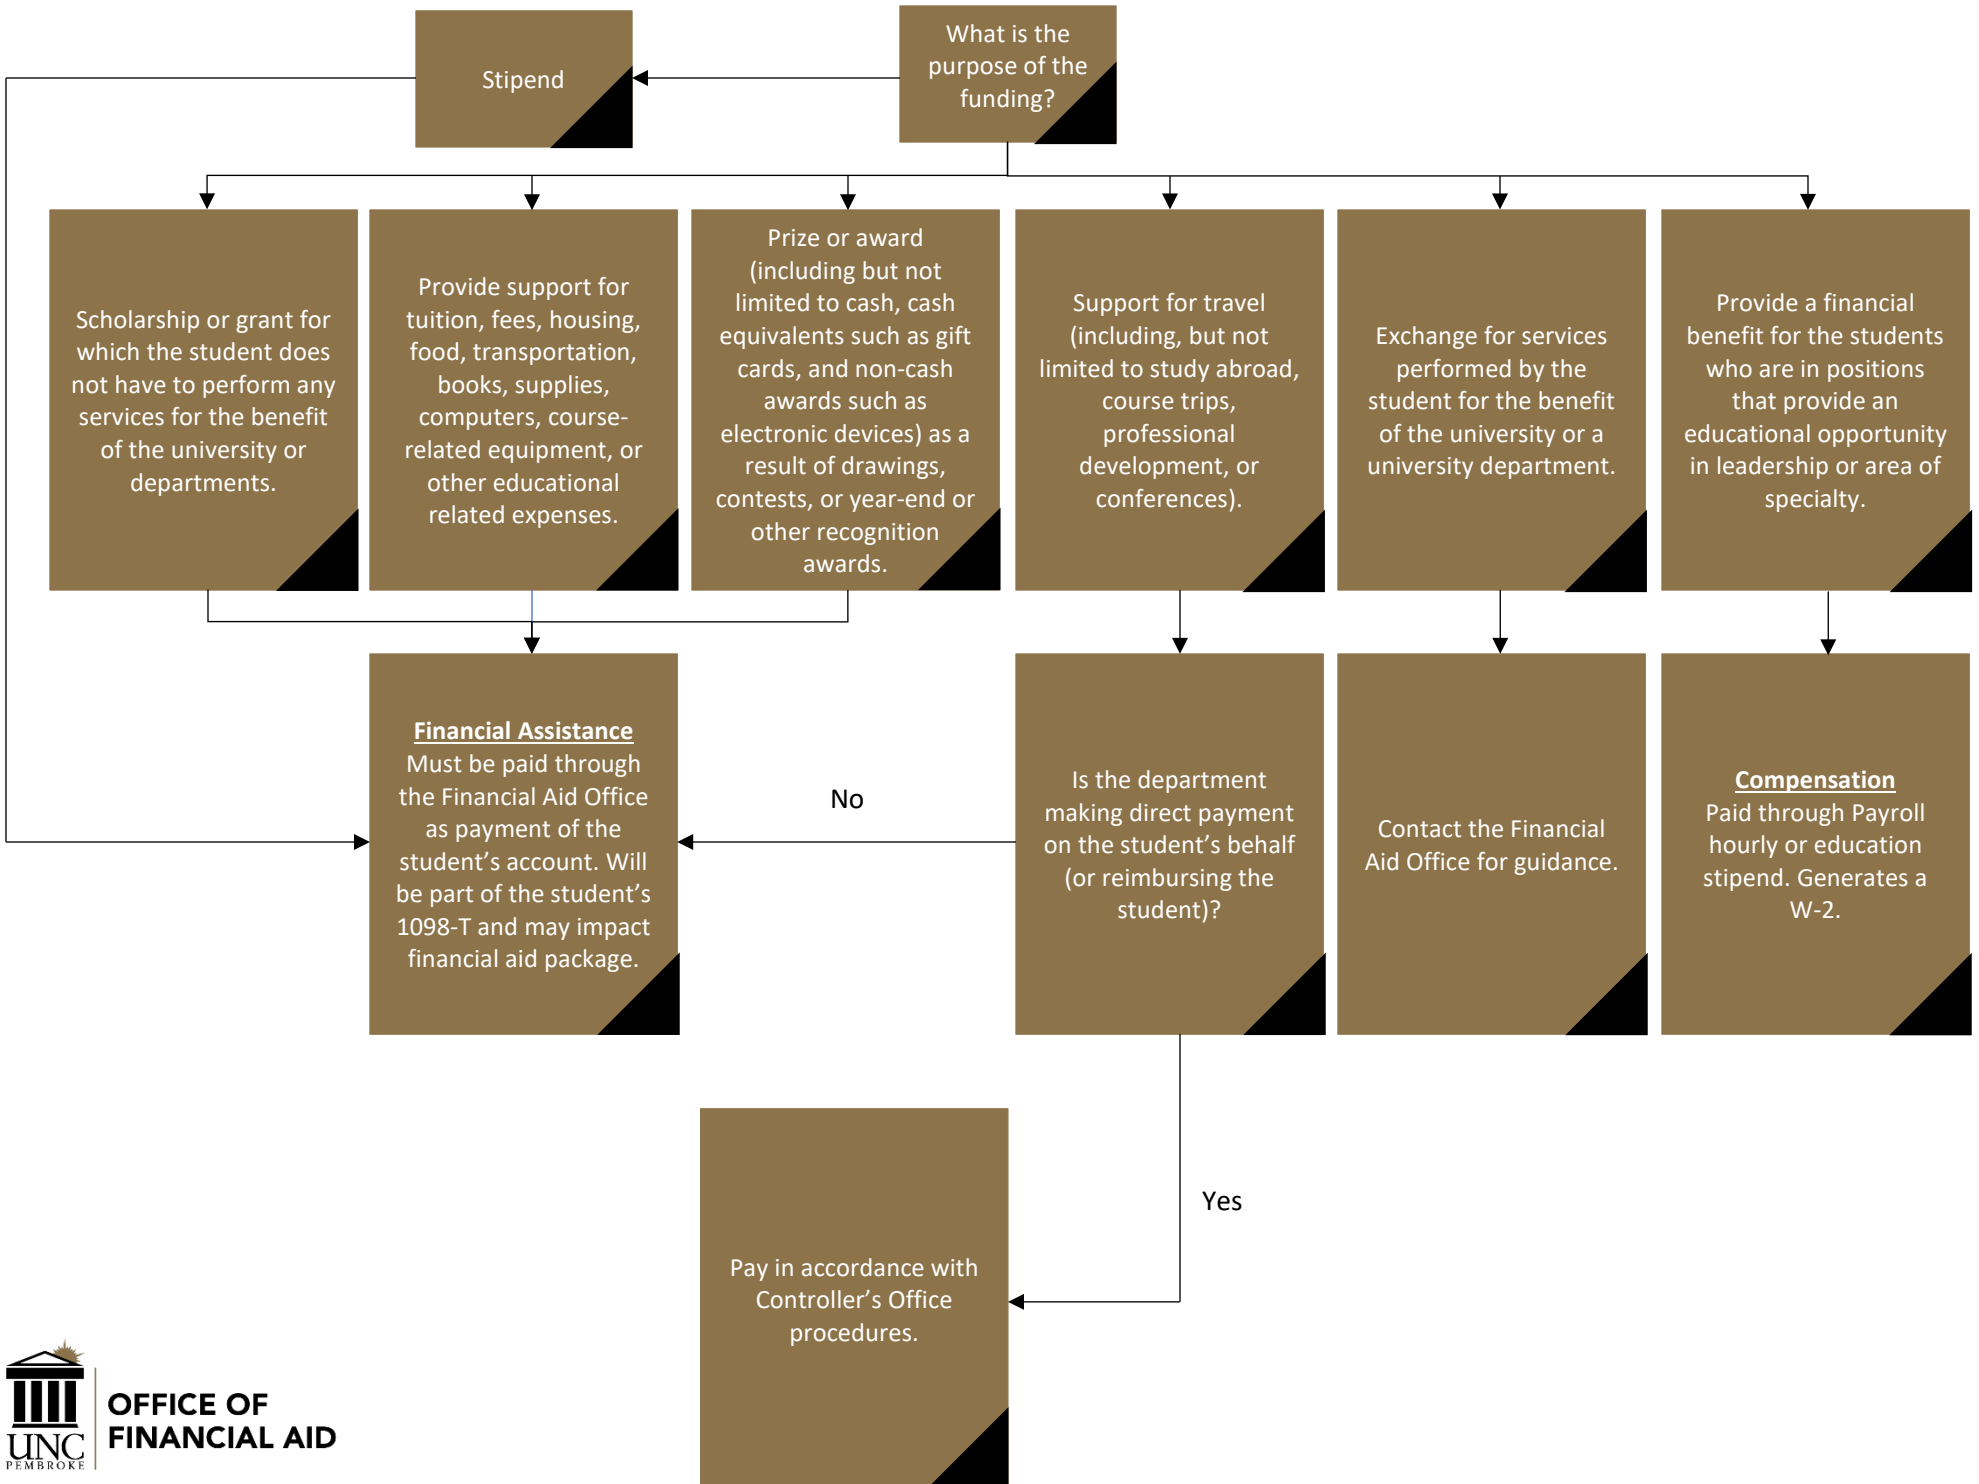 Stipend
What is the
purpose of the
funding?
Scholarship or grant for
which the student does
not have to perform any
services for the benefit
of the university or
departments.
Provide support for
tuition, fees, housing,
food, transportation,
books, supplies,
computers, course-
related equipment, or
other educational
related expenses.
Prize or award
(including but not
limited to cash, cash
equivalents such as gift
cards, and non-cash
awards such as
electronic devices) as a
result of drawings,
contests, or year-end or
other recognition
awards.
Support for travel
(including, but not
limited to study abroad,
course trips,
professional
development, or
conferences).
Exchange for services
performed by the
student for the benefit
of the university or a
university department.
Provide a financial
benefit for the students
who are in positions
that provide an
educational opportunity
in leadership or area of
specialty.
Financial Assistance
Must be paid through
the Financial Aid Office
as payment of the
student’s account. Will
be part of the student’s
1098-T and may impact
financial aid package.
No
Is the department
making direct payment
on the student’s behalf
(or reimbursing the
student)?
Contact the Financial
Aid Office for guidance.
Compensation
Paid through Payroll
hourly or education
stipend. Generates a
W-2.
Yes
Pay in accordance with
Controller’s Office
procedures.
UNC
PEMBROKE
OFFICE OF
FINANCIAL AID